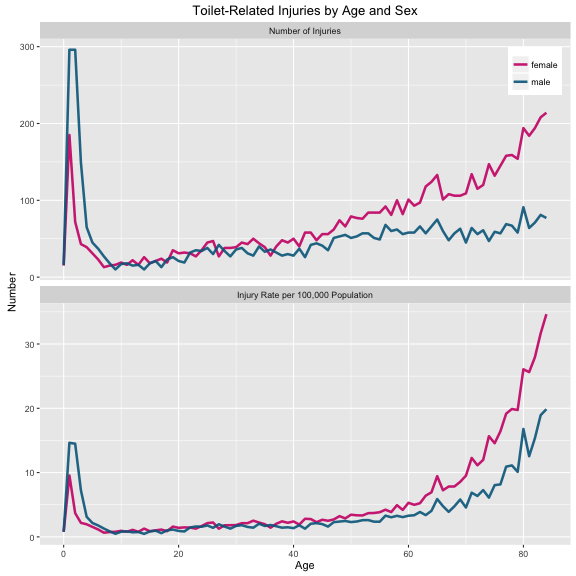 Toilet-Related Injuries by Age and Sex
Number of Injuries
300
200
100
0
female
male
Number
Injury Rate per 100,000 Population
30
20
10
0
0 20 40 60 80
Age